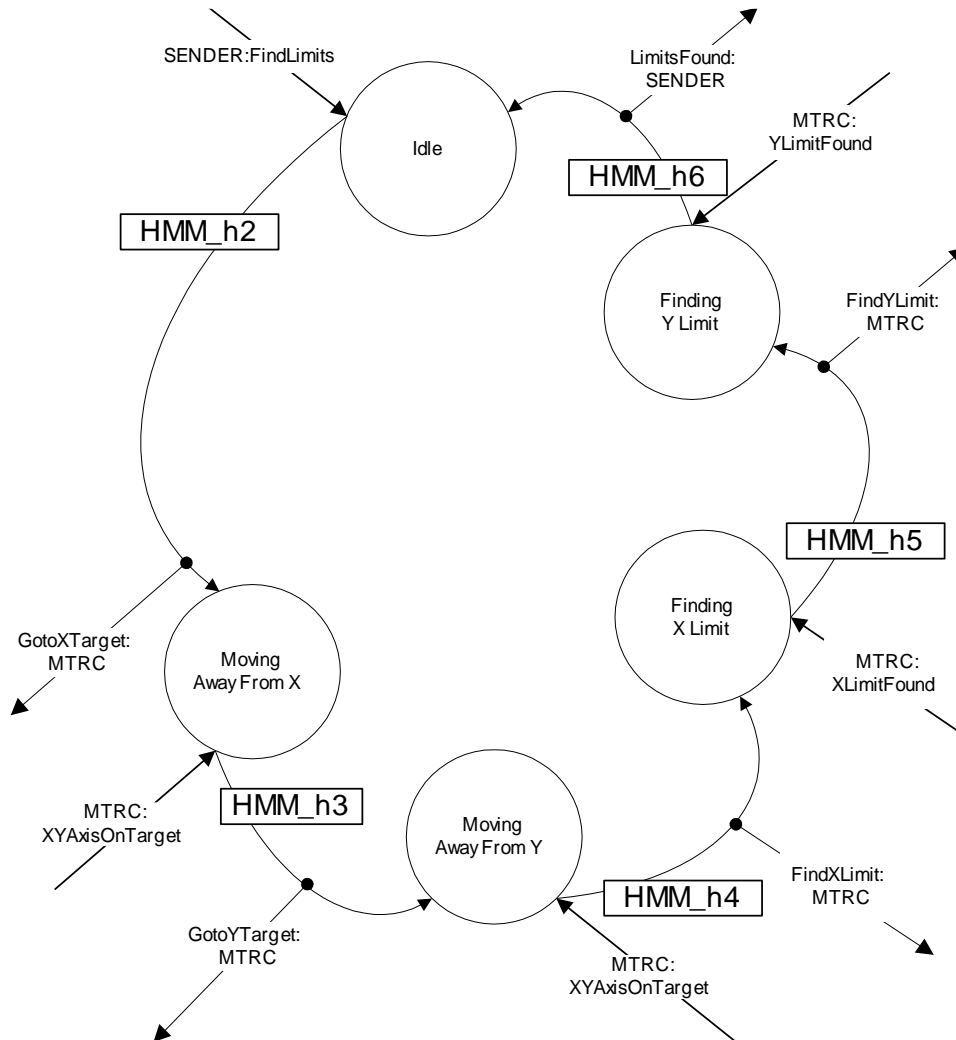 SENDER:FindLimits
LimitsFound:
SENDER
MTRC:
YLimitFound
Idle
HMM_h6
HMM_h2
Finding
Y Limit
FindYLimit:
MTRC
HMM_h5
Finding
X Limit
GotoXTarget:
MTRC
Moving
Away From X
MTRC:
XLimitFound
HMM_h3
MTRC:
XYAxisOnTarget
Moving
Away From Y
HMM_h4
FindXLimit:
MTRC
GotoYTarget:
MTRC
MTRC:
XYAxisOnTarget